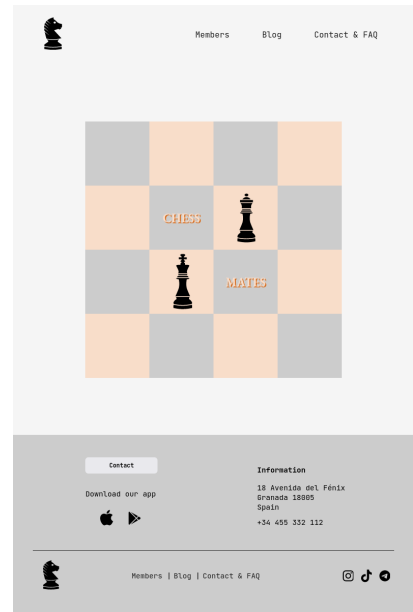 Members Blog Contact & FAQ
CHESS
MATES
Contact
Download our app
Information
18 Avenida del Fénix
Granada 18005
Spain
+34 455 332 112
Members | Blog | Contact & FAQ